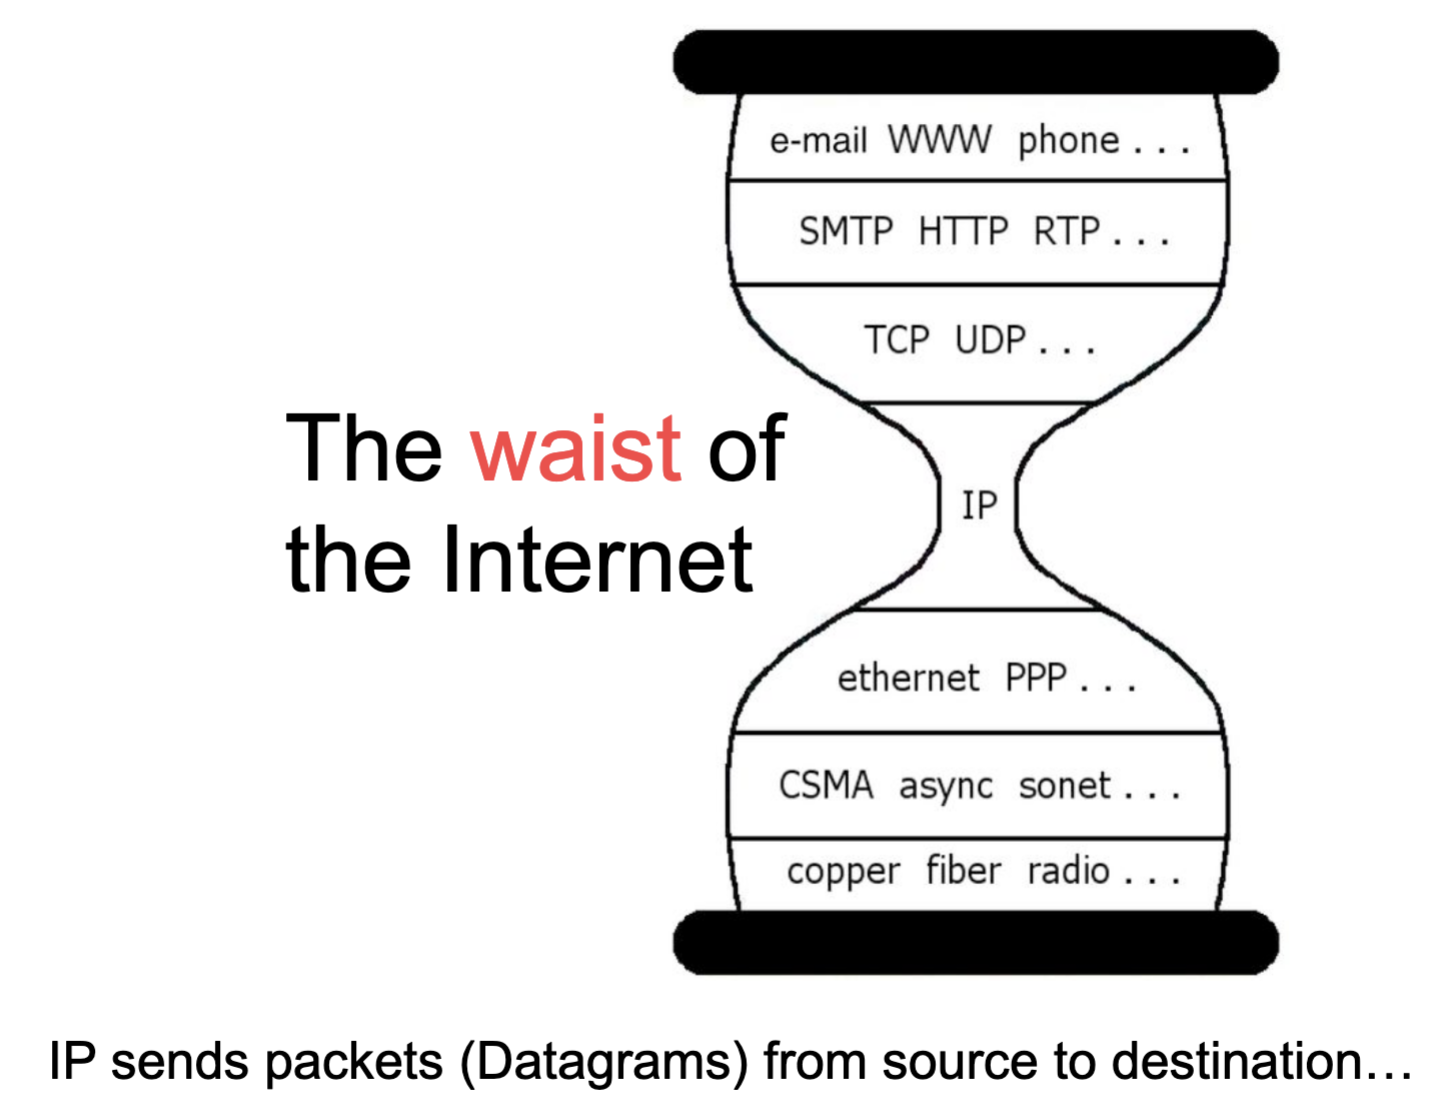 e-mail WWW phone . . .
SMTP HTTP RTP . . .
TCP UDP . . .
The waist of
the Internet
IP
ethernet PPP . . .
CSMA async sonet . . .
copper fiber radio . . .
IP sends packets (Datagrams) from source to destination…